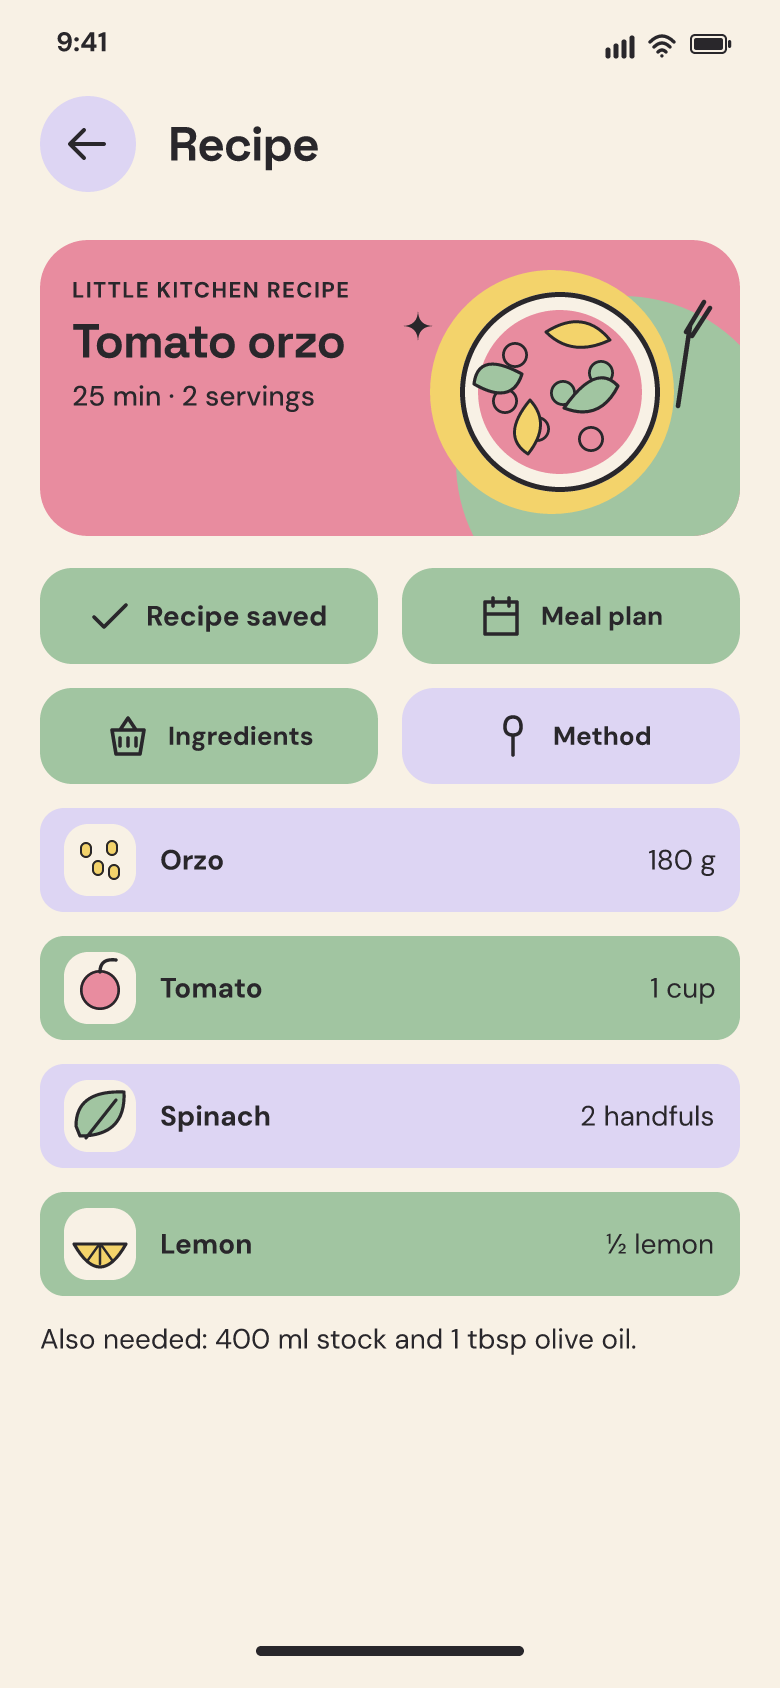 9:41
Recipe
LITTLE KITCHEN RECIPE
Tomato orzo
25 min · 2 servings
Recipe saved
Meal plan
Ingredients
Method
Orzo 180 g
Tomato 1 cup
Spinach 2 handfuls
Lemon ½ lemon
Also needed: 400 ml stock and 1 tbsp olive oil.